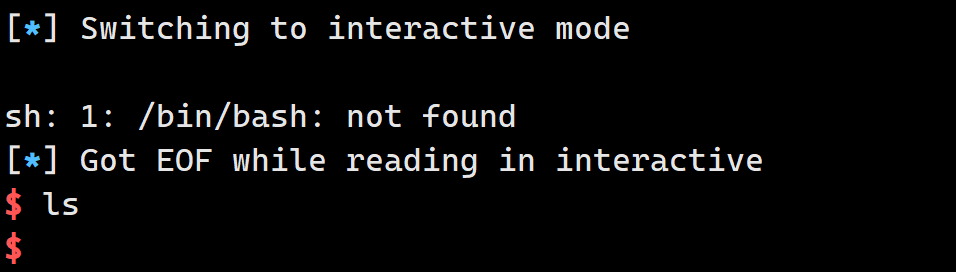 [*] Switching to interactive mode
sh: 1: /bin/bash: not found
[*] Got EOF while reading in interactive
$ ls
$